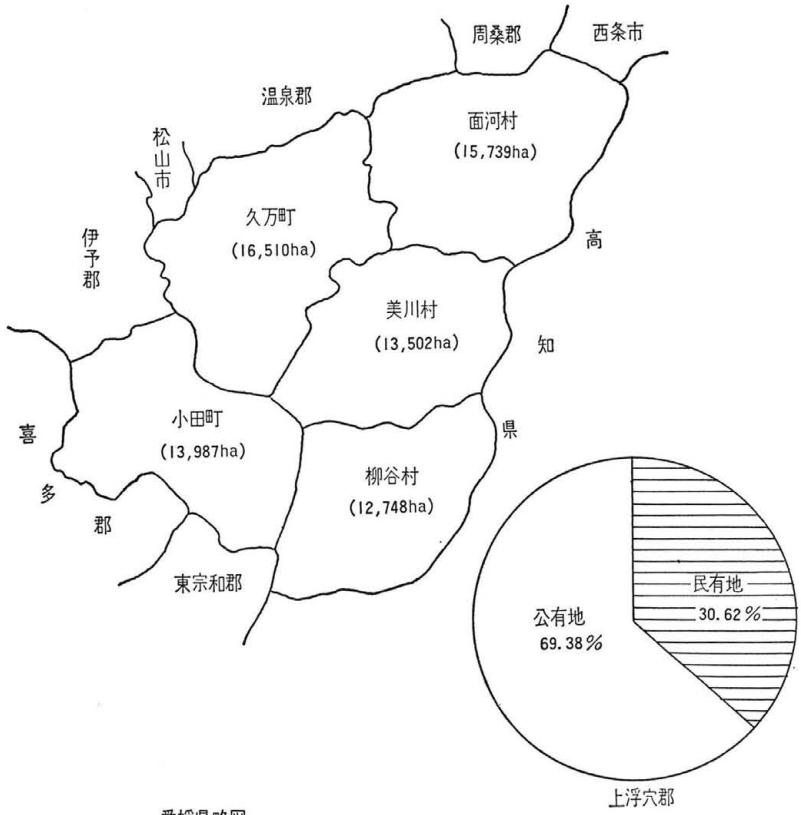 周桑郡
西条市
温泉郡
面河村
(15,739ha)
松山市
久万町
(16,510ha)
高
伊予郡
美川村
(13,502ha)
知
小田町
(13,987ha)
県
喜
柳谷村
(12,748ha)
多
郡
東宗和郡
民有地
30.62%
公有地
69.38%
上浮穴郡